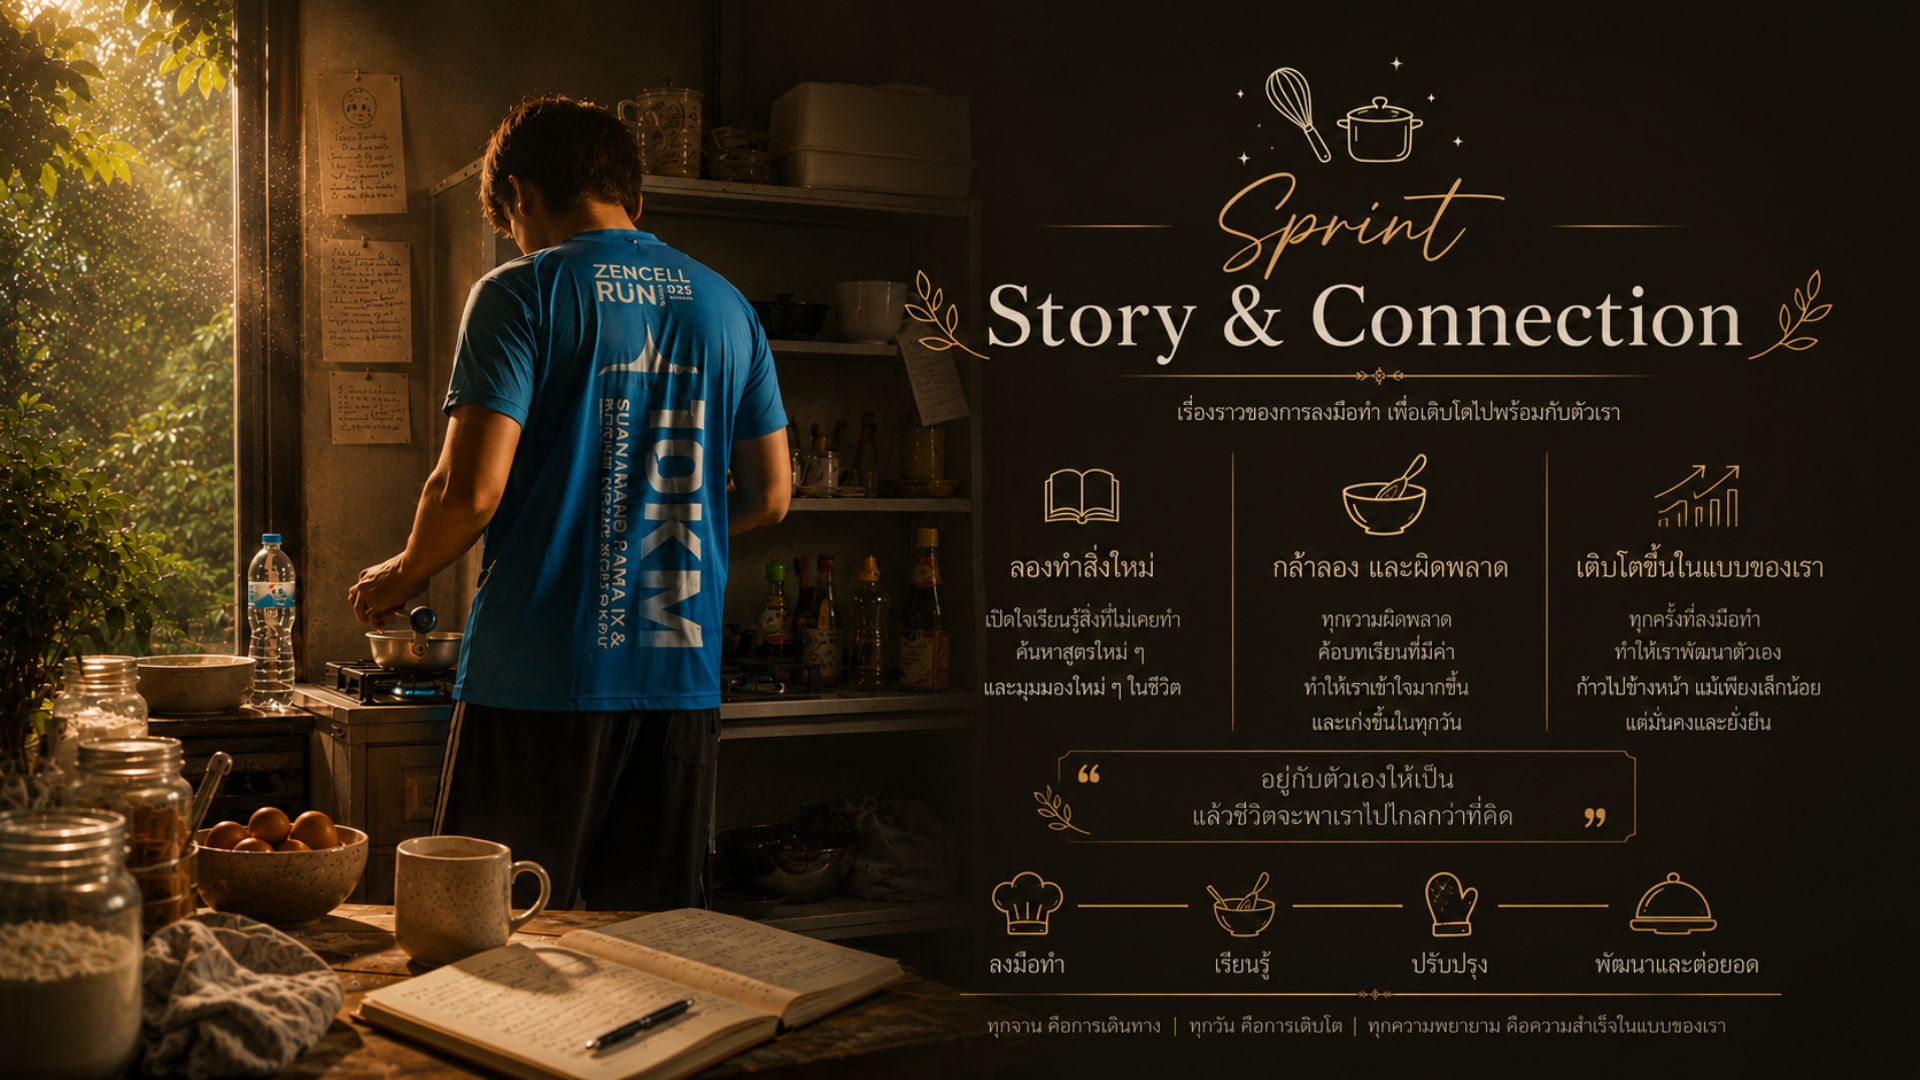 Sprint
Story & Connection
เรื่องราวของการลงมือทำ เพื่อเติบโตไปพร้อมกับตัวเรา
ลองทำสิ่งใหม่
เปิดใจเรียนรู้สิ่งที่ไม่เคยทำ
ค้นหาสูตรใหม่ ๆ
และมุมมองใหม่ ๆ ในชีวิต
กล้าลอง และผิดพลาด
ทุกความผิดพลาด
ค้อบทเรียนที่มีค่า
ทำให้เราเข้าใจมากขึ้น
และเก่งขึ้นในทุกวัน
เติบโตขึ้นในแบบของเรา
ทุกครั้งที่ลงมือทำ
ทำให้เราพัฒนาตัวเอง
ก้าวไปข้างหน้า แม้เพียงเล็กน้อย
แต่มั่นคงและยั่งยืน
“ อยู่กับตัวเองให้เป็น
แล้วชีวิตจะพาเราไปไกลกว่าที่คิด ”
ลงมือทำ
เรียนรู้
ปรับปรุง
พัฒนาและต่อยอด
ทุกจาน คือการเดินทาง | ทุกวัน คือการเติบโต | ทุกความพยายาม คือความสำเร็จในแบบของเรา
ZENCELL
RUN
10KM
RAMA IX &